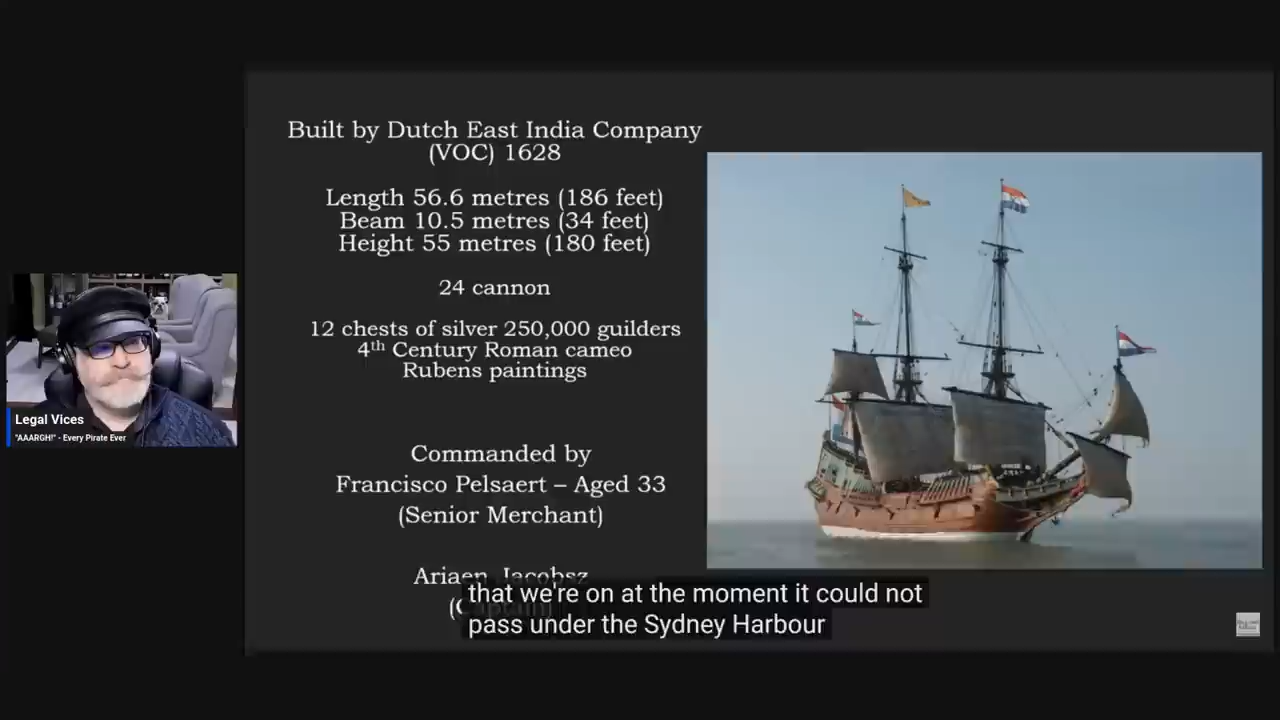 Built by Dutch East India Company
(VOC) 1628
Length 56.6 metres (186 feet)
Beam 10.5 metres (34 feet)
Height 55 metres (180 feet)
24 cannon
12 chests of silver 250,000 guilders
4th Century Roman cameo
Rubens paintings
Commanded by
Francisco Pelsaert – Aged 33
(Senior Merchant)
Ariaen Jacobsz
that we're on at the moment it could not
pass under the Sydney Harbour
Legal Vices
"AAARGH!" - Every Pirate Ever